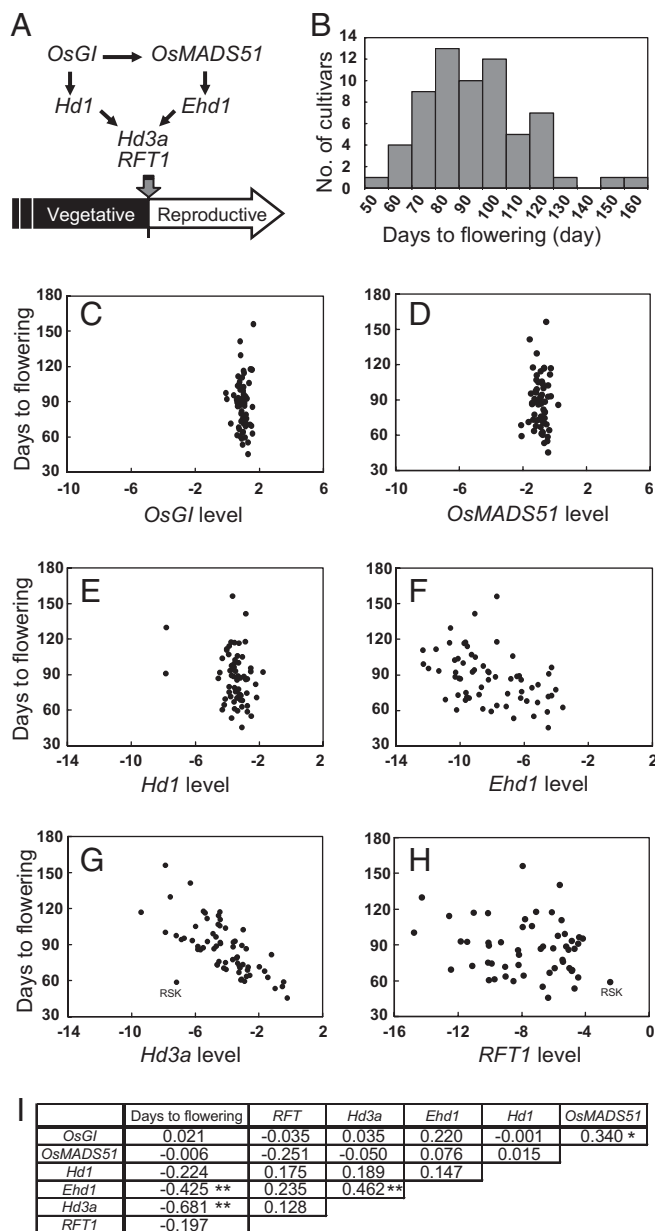 A
OsGI OsMADS51
Hd1 Ehd1
Hd3a
RFT1
Vegetative Reproductive
B
No. of cultivars
14
12
10
8
6
4
2
0
50 60 70 80 90 100 110 120 130 140 150 160
Days to flowering (day)
C
Days to flowering
180
150
120
90
60
30
-10 -6 -2 2 6
OsGI level
D
180
150
120
90
60
30
-10 -6 -2 2 6
OsMADS51 level
E
Days to flowering
180
150
120
90
60
30
-14 -10 -6 -2 2
Hd1 level
F
180
150
120
90
60
30
-14 -10 -6 -2 2
Ehd1 level
G
Days to flowering
180
150
120
90
60
30
RSK
-14 -10 -6 -2 2
Hd3a level
H
180
150
120
90
60
30
RSK
-16 -12 -8 -4 0
RFT1 level
I
Days to flowering RFT Hd3a Ehd1 Hd1 OsMADS51
OsGI 0.021 -0.035 0.035 0.220 -0.001 0.340 *
OsMADS51 -0.006 -0.251 -0.050 0.076 0.015
Hd1 -0.224 0.175 0.189 0.147
Ehd1 -0.425 ** 0.235 0.462 **
Hd3a -0.681 ** 0.128
RFT1 -0.197